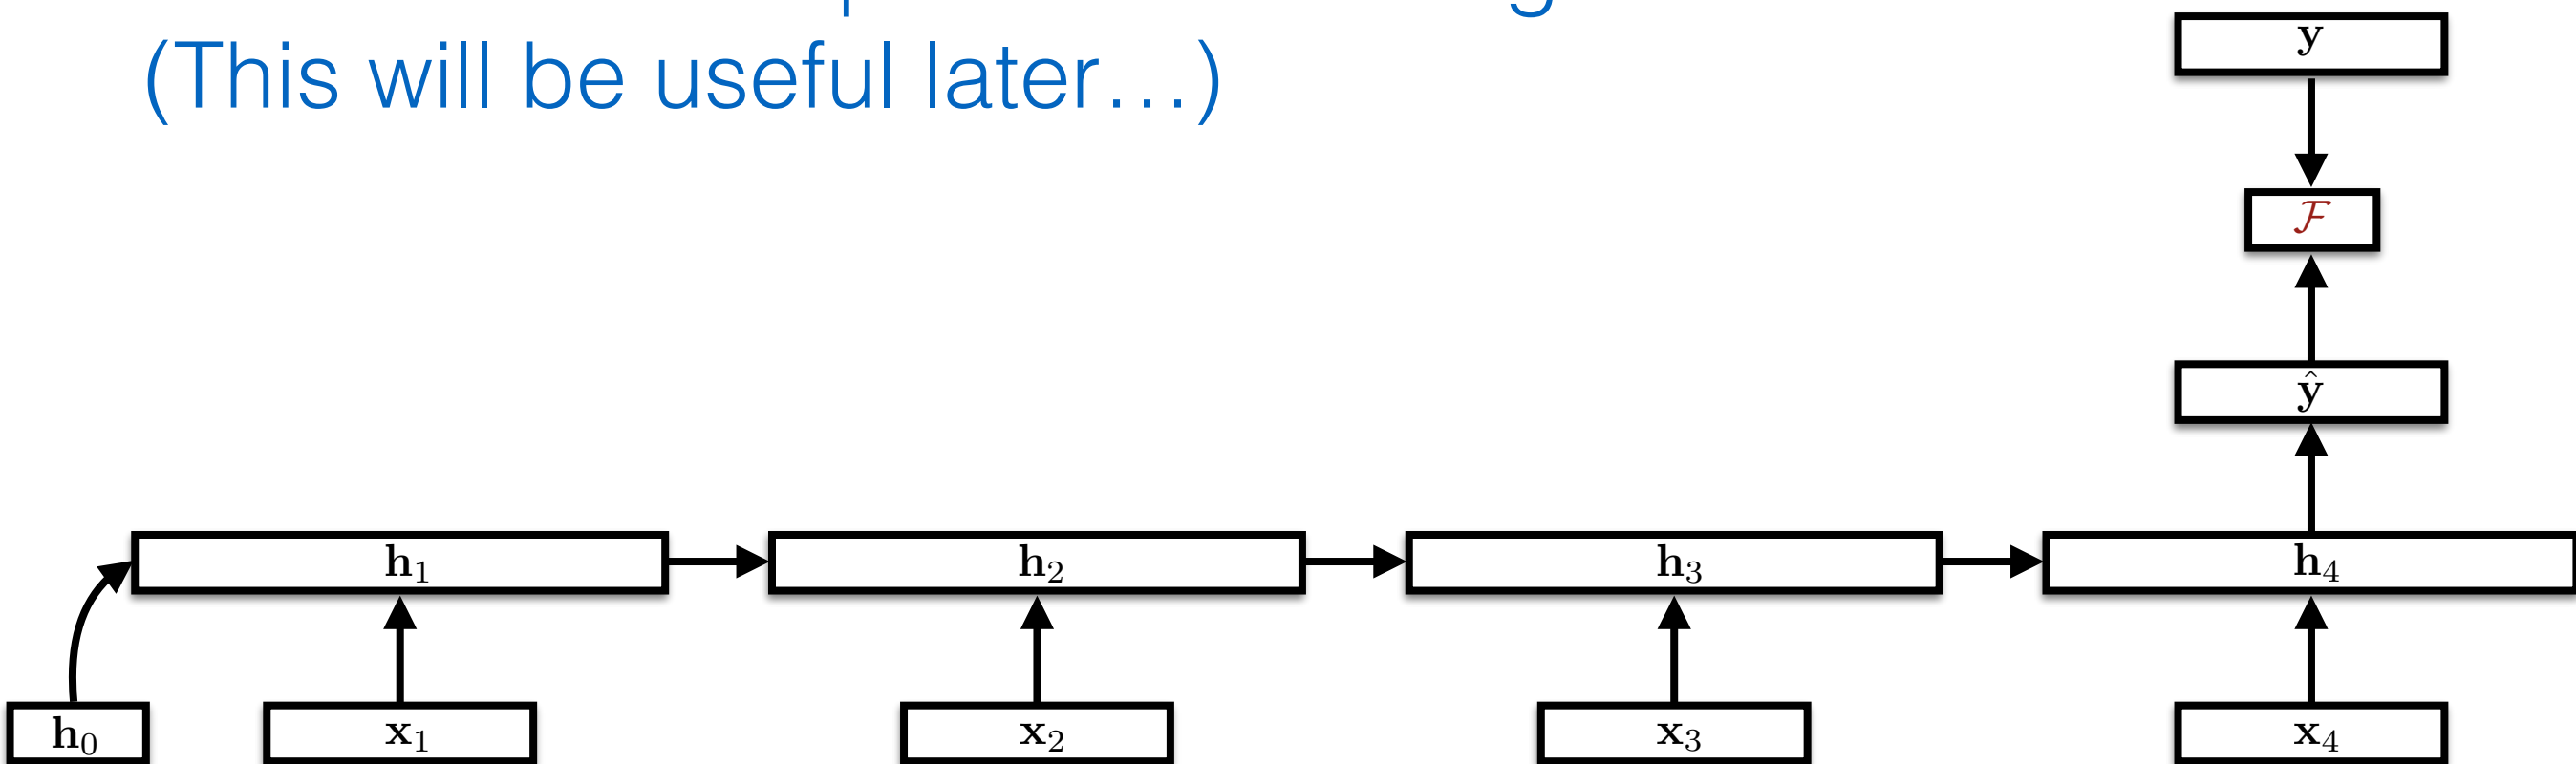 (This will be useful later...)
y
ℱ
ŷ
h₁ h₂ h₃ h₄
h₀ x₁ x₂ x₃ x₄